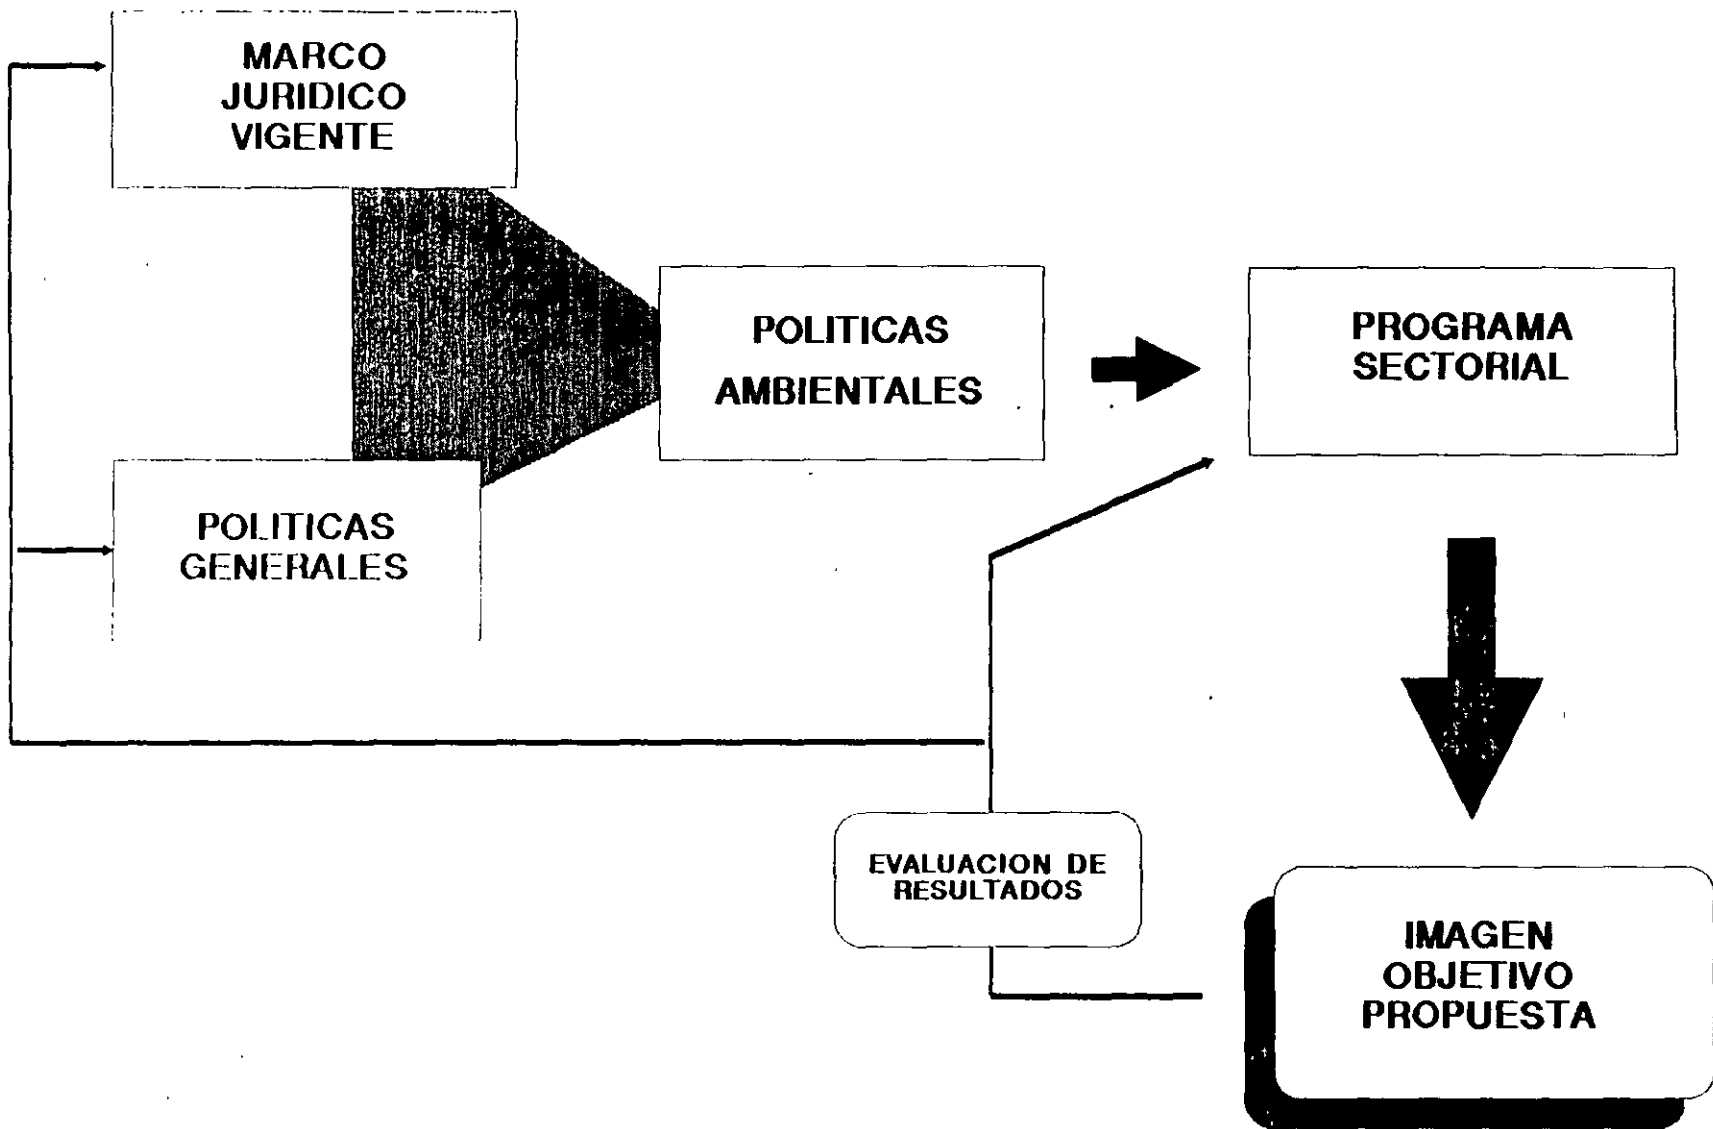 MARCO
JURIDICO
VIGENTE
POLITICAS
AMBIENTALES
PROGRAMA
SECTORIAL
POLITICAS
GENERALES
EVALUACION DE
RESULTADOS
IMAGEN
OBJETIVO
PROPUESTA